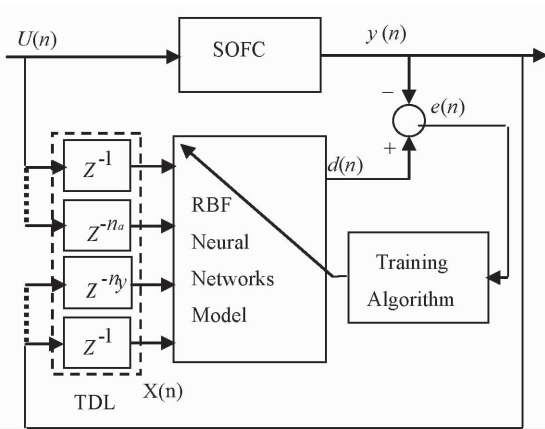 U(n)
SOFC
y (n)
−
e(n)
+
d(n)
Z⁻¹
Z⁻ⁿᵃ
Z⁻ⁿʸ
Z⁻¹
RBF
Neural
Networks
Model
Training
Algorithm
X(n)
TDL